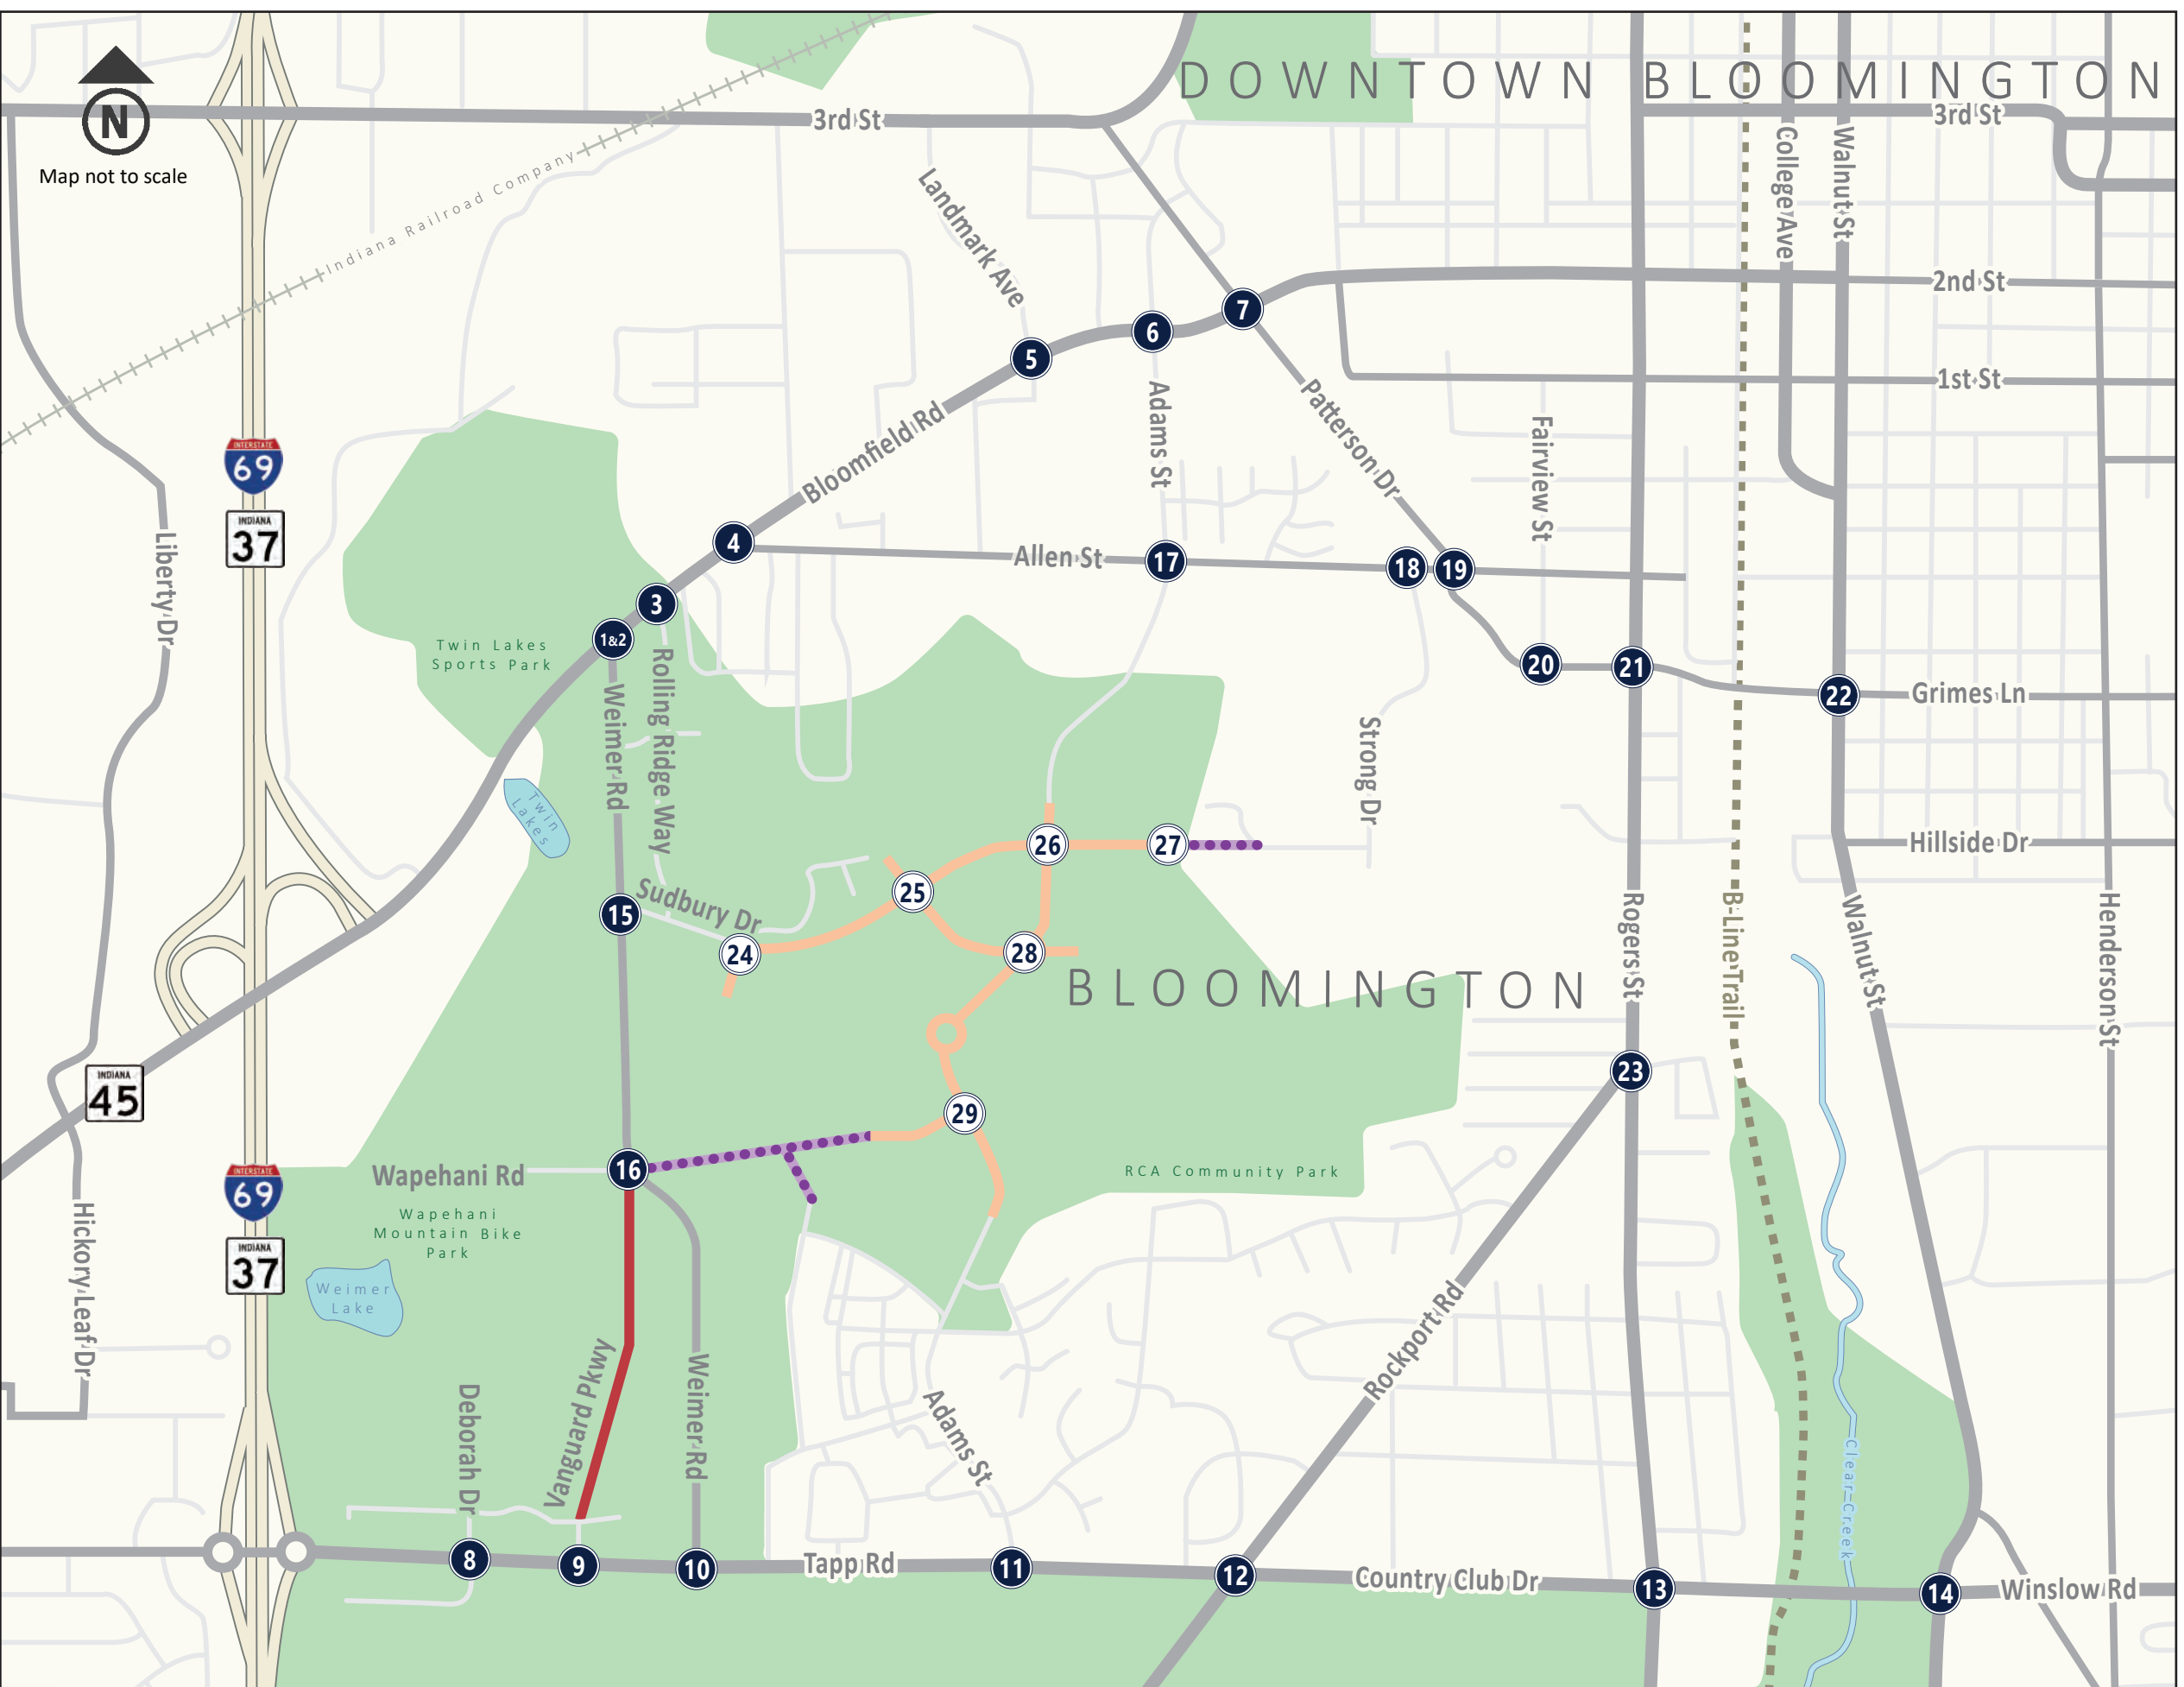 DOWNTOWN BLOOMINGTON
N
Map not to scale
3rd St
3rd St
Indiana Railroad Company
Landmark Ave
College Ave
Walnut St
2nd St
7
6
5
1st St
Adams St
Patterson Dr
Fairview St
Bloomfield Rd
INTERSTATE
69
INDIANA
37
Liberty Dr
4
Allen St
17
18
19
3
1&2
Twin Lakes
Sports Park
Rolling Ridge Way
Weimer Rd
20
21
22
Grimes Ln
Strong Dr
Twin
Lakes
26
27
Hillside Dr
25
Sudbury Dr
15
24
28
Rogers St
B-Line Trail
Walnut St
Henderson St
BLOOMINGTON
INDIANA
45
23
29
16
Wapehani Rd
RCA Community Park
INTERSTATE
69
INDIANA
37
Wapehani
Mountain Bike
Park
Weimer
Lake
Hickory Leaf Dr
Rockport Rd
Vanguard Pkwy
Weimer Rd
Deborah Dr
Adams St
Clear Creek
8
9
10
Tapp Rd
11
12
Country Club Dr
13
14
Winslow Rd